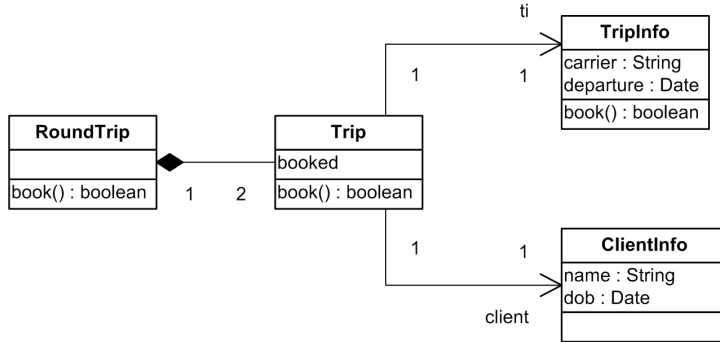 ti
TripInfo
carrier : String
departure : Date
book() : boolean
1
1
RoundTrip
book() : boolean
1
2
Trip
booked
book() : boolean
1
1
client
ClientInfo
name : String
dob : Date